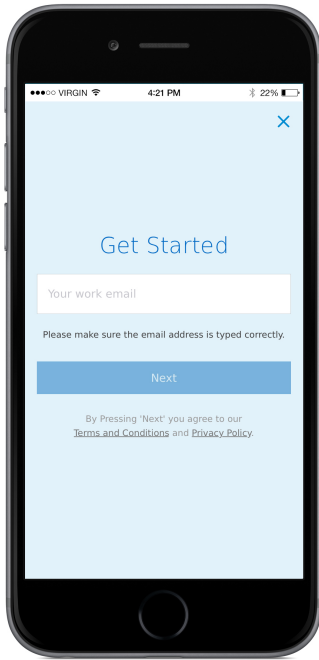 VIRGIN 4:21 PM 22%
Get Started
Your work email
Please make sure the email address is typed correctly.
Next
By Pressing 'Next' you agree to our
Terms and Conditions and Privacy Policy.